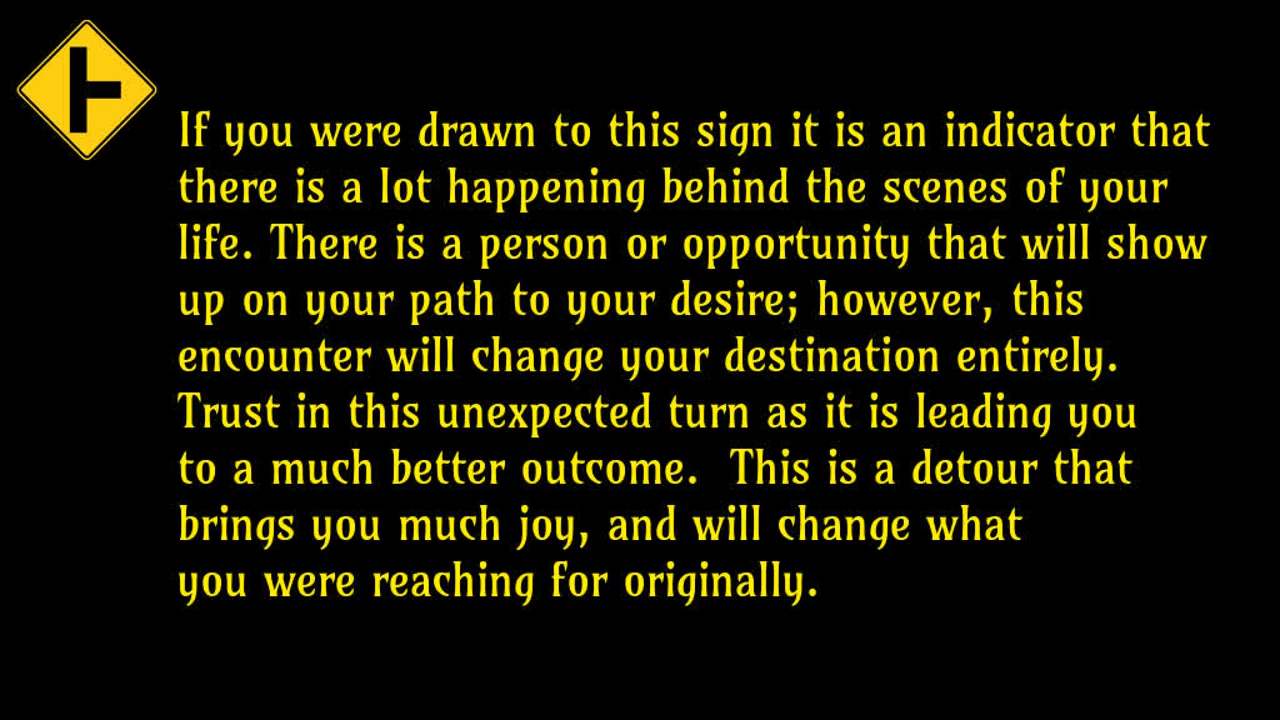 If you were drawn to this sign it is an indicator that
there is a lot happening behind the scenes of your
life. There is a person or opportunity that will show
up on your path to your desire; however, this
encounter will change your destination entirely.
Trust in this unexpected turn as it is leading you
to a much better outcome.  This is a detour that
brings you much joy, and will change what
you were reaching for originally.